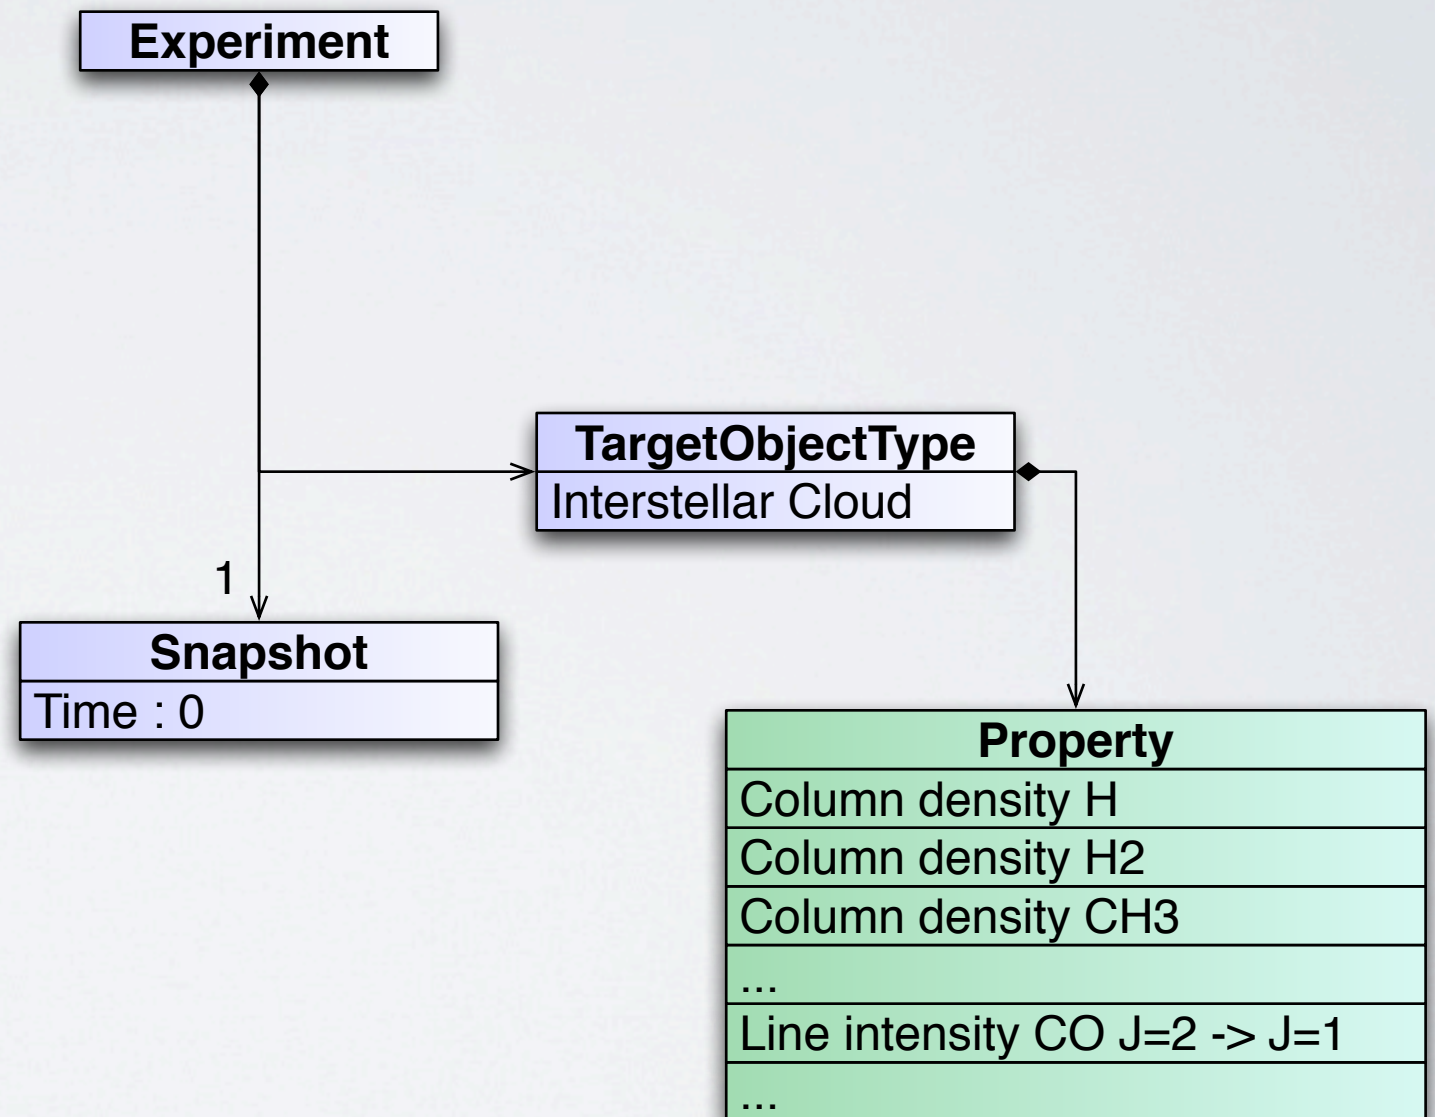 Experiment
TargetObjectType
Interstellar Cloud
1
Snapshot
Time : 0
Property
Column density H
Column density H2
Column density CH3
...
Line intensity CO J=2 -> J=1
...